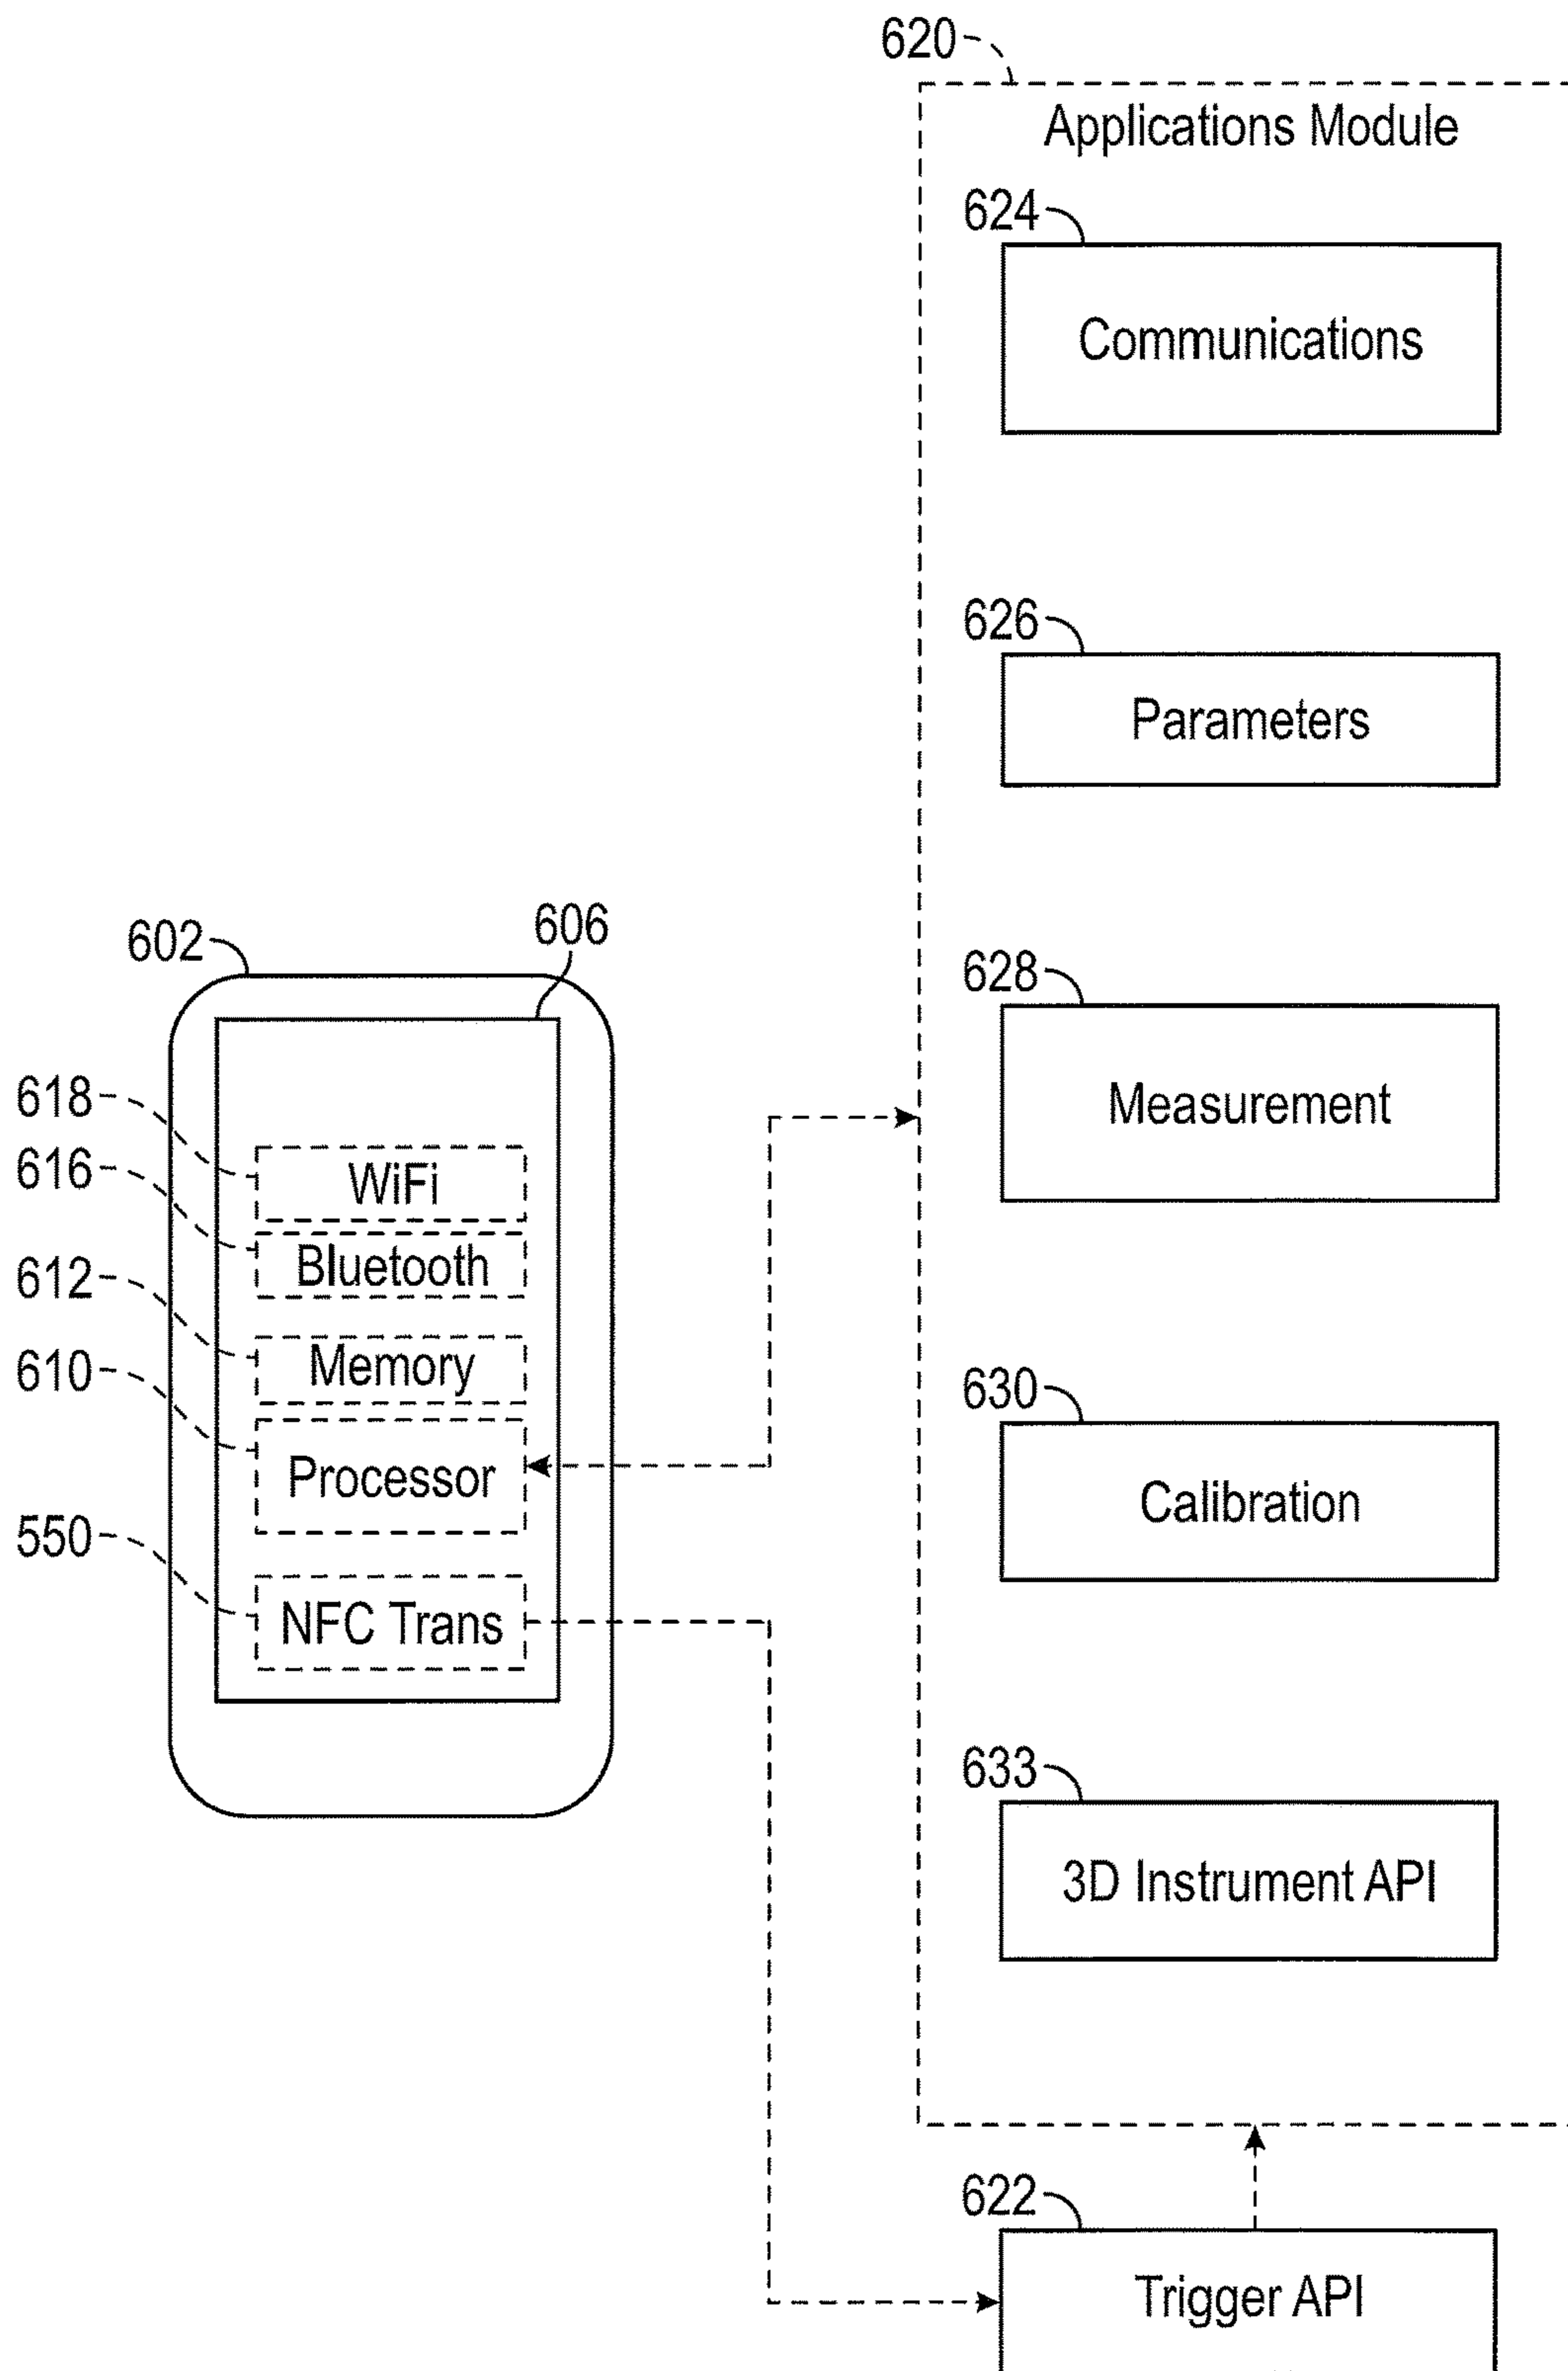 620
Applications Module
624
Communications
626
Parameters
628
Measurement
630
Calibration
633
3D Instrument API
622
Trigger API
602
606
618
WiFi
616
Bluetooth
612
Memory
610
Processor
550
NFC Trans